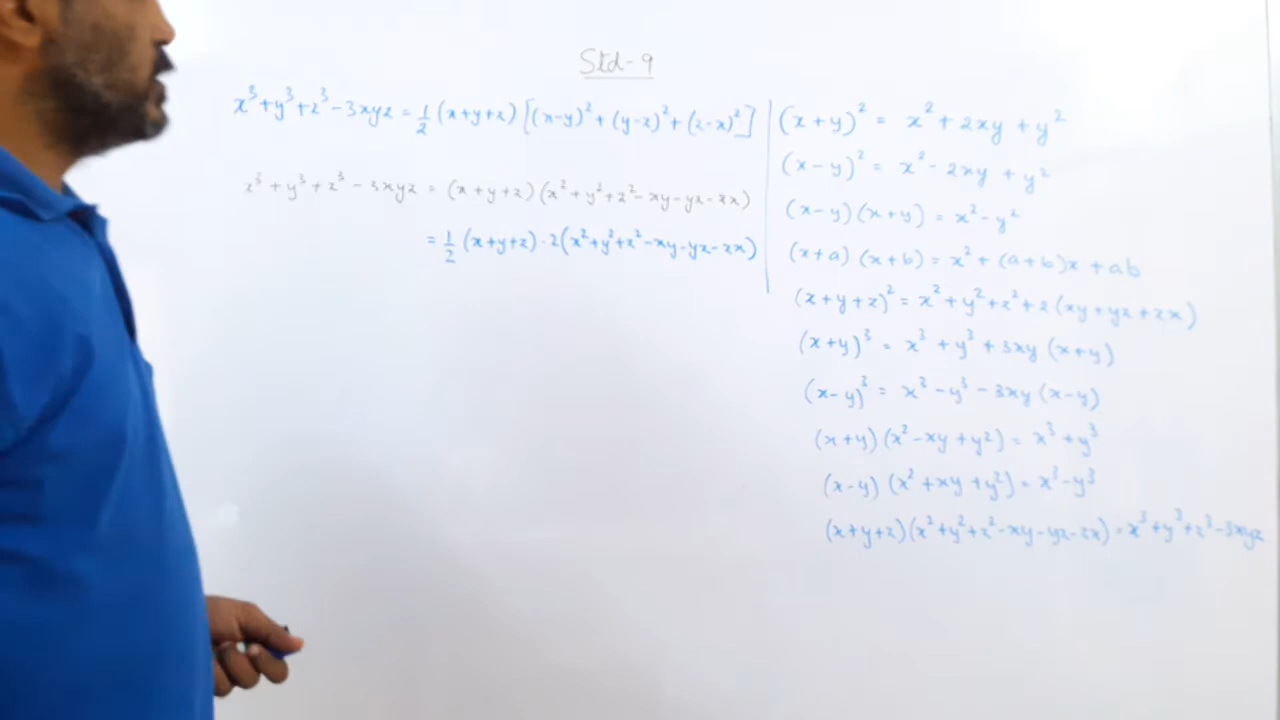 Std-9
x³+y³+z³-3xyz = 1/2 (x+y+z) [(x-y)²+(y-z)²+(z-x)²]
x³+y³+z³-3xyz = (x+y+z)(x²+y²+z²-xy-yz-zx)
= 1/2 (x+y+z)·2(x²+y²+z²-xy-yz-zx)
(x+y)² = x²+2xy+y²
(x-y)² = x²-2xy+y²
(x-y)(x+y) = x²-y²
(x+a)(x+b) = x²+(a+b)x+ab
(x+y+z)² = x²+y²+z²+2(xy+yz+zx)
(x+y)³ = x³+y³+3xy(x+y)
(x-y)³ = x³-y³-3xy(x-y)
(x+y)(x²-xy+y²) = x³+y³
(x-y)(x²+xy+y²) = x³-y³
(x+y+z)(x²+y²+z²-xy-yz-zx) = x³+y³+z³-3xyz